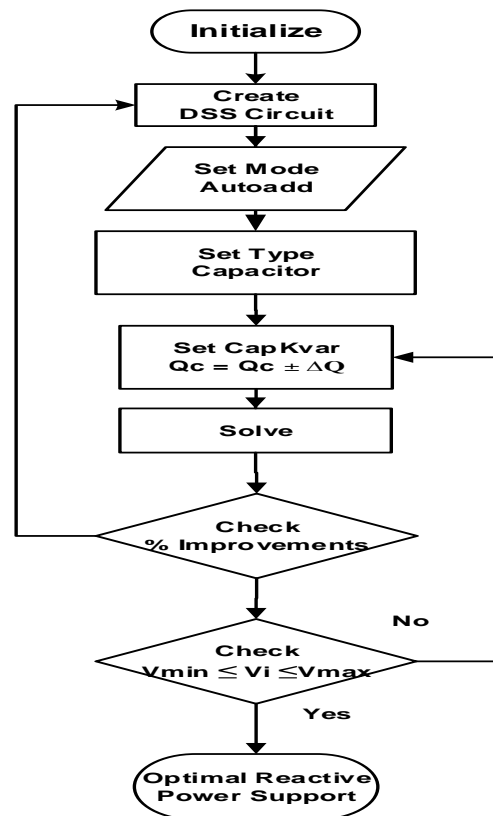 Initialize
Create
DSS Circuit
Set Mode
Autoadd
Set Type
Capacitor
Set CapKvar
Qc = Qc ± ΔQ
Solve
Check
% Improvements
Check
Vmin ≤ Vi ≤Vmax
No
Yes
Optimal Reactive
Power Support